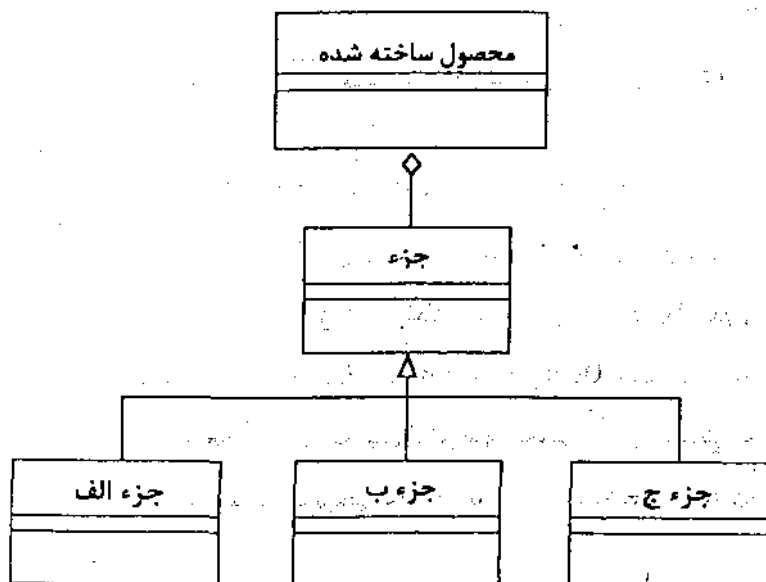 محصول ساخته شده
جزء
جزء ج
جزء ب
جزء الف